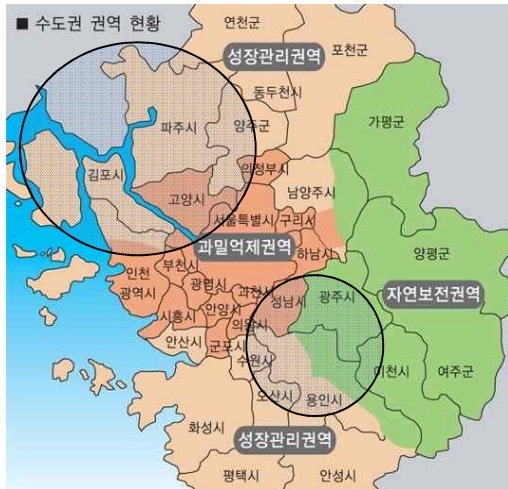 ■ 수도권 권역 현황
연천군
포천군
성장관리권역
동두천시
파주시
양주군
가평군
김포시
의정부시
고양시
남양주시
서울특별시
구리시
양평군
과밀억제권역
하남시
인천
광역시
부천시
광명시
과천시
성남시
광주시
자연보전권역
시흥시
안양시
의왕시
안산시
군포시
수원시
이천시
여주군
오산시
용인시
화성시
성장관리권역
평택시
안성시